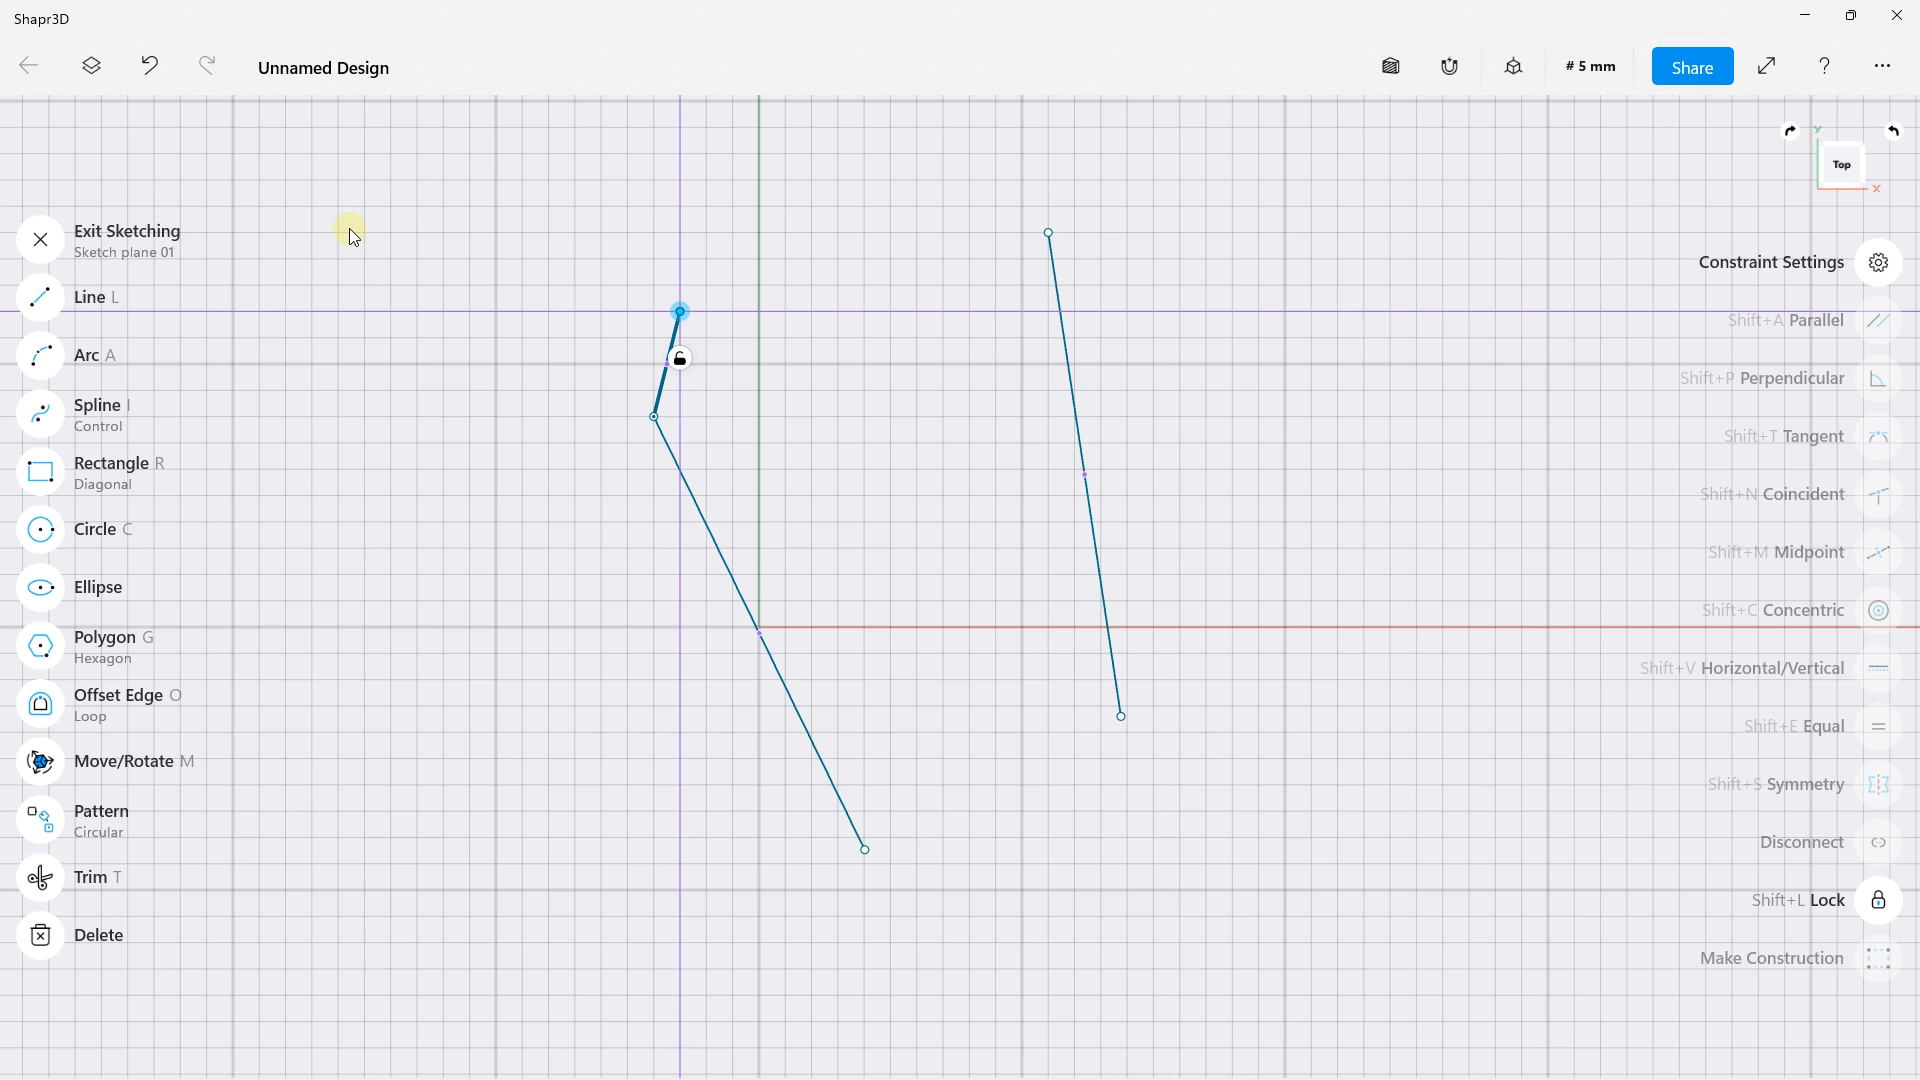 Shapr3D
Unnamed Design
# 5 mm
Share
?
Y
Top
X
Exit Sketching
Sketch plane 01
Line L
Arc A
Spline I
Control
Rectangle R
Diagonal
Circle C
Ellipse
Polygon G
Hexagon
Offset Edge O
Loop
Move/Rotate M
Pattern
Circular
Trim T
Delete
Constraint Settings
Shift+A Parallel
Shift+P Perpendicular
Shift+T Tangent
Shift+N Coincident
Shift+M Midpoint
Shift+C Concentric
Shift+V Horizontal/Vertical
Shift+E Equal
Shift+S Symmetry
Disconnect
Shift+L Lock
Make Construction